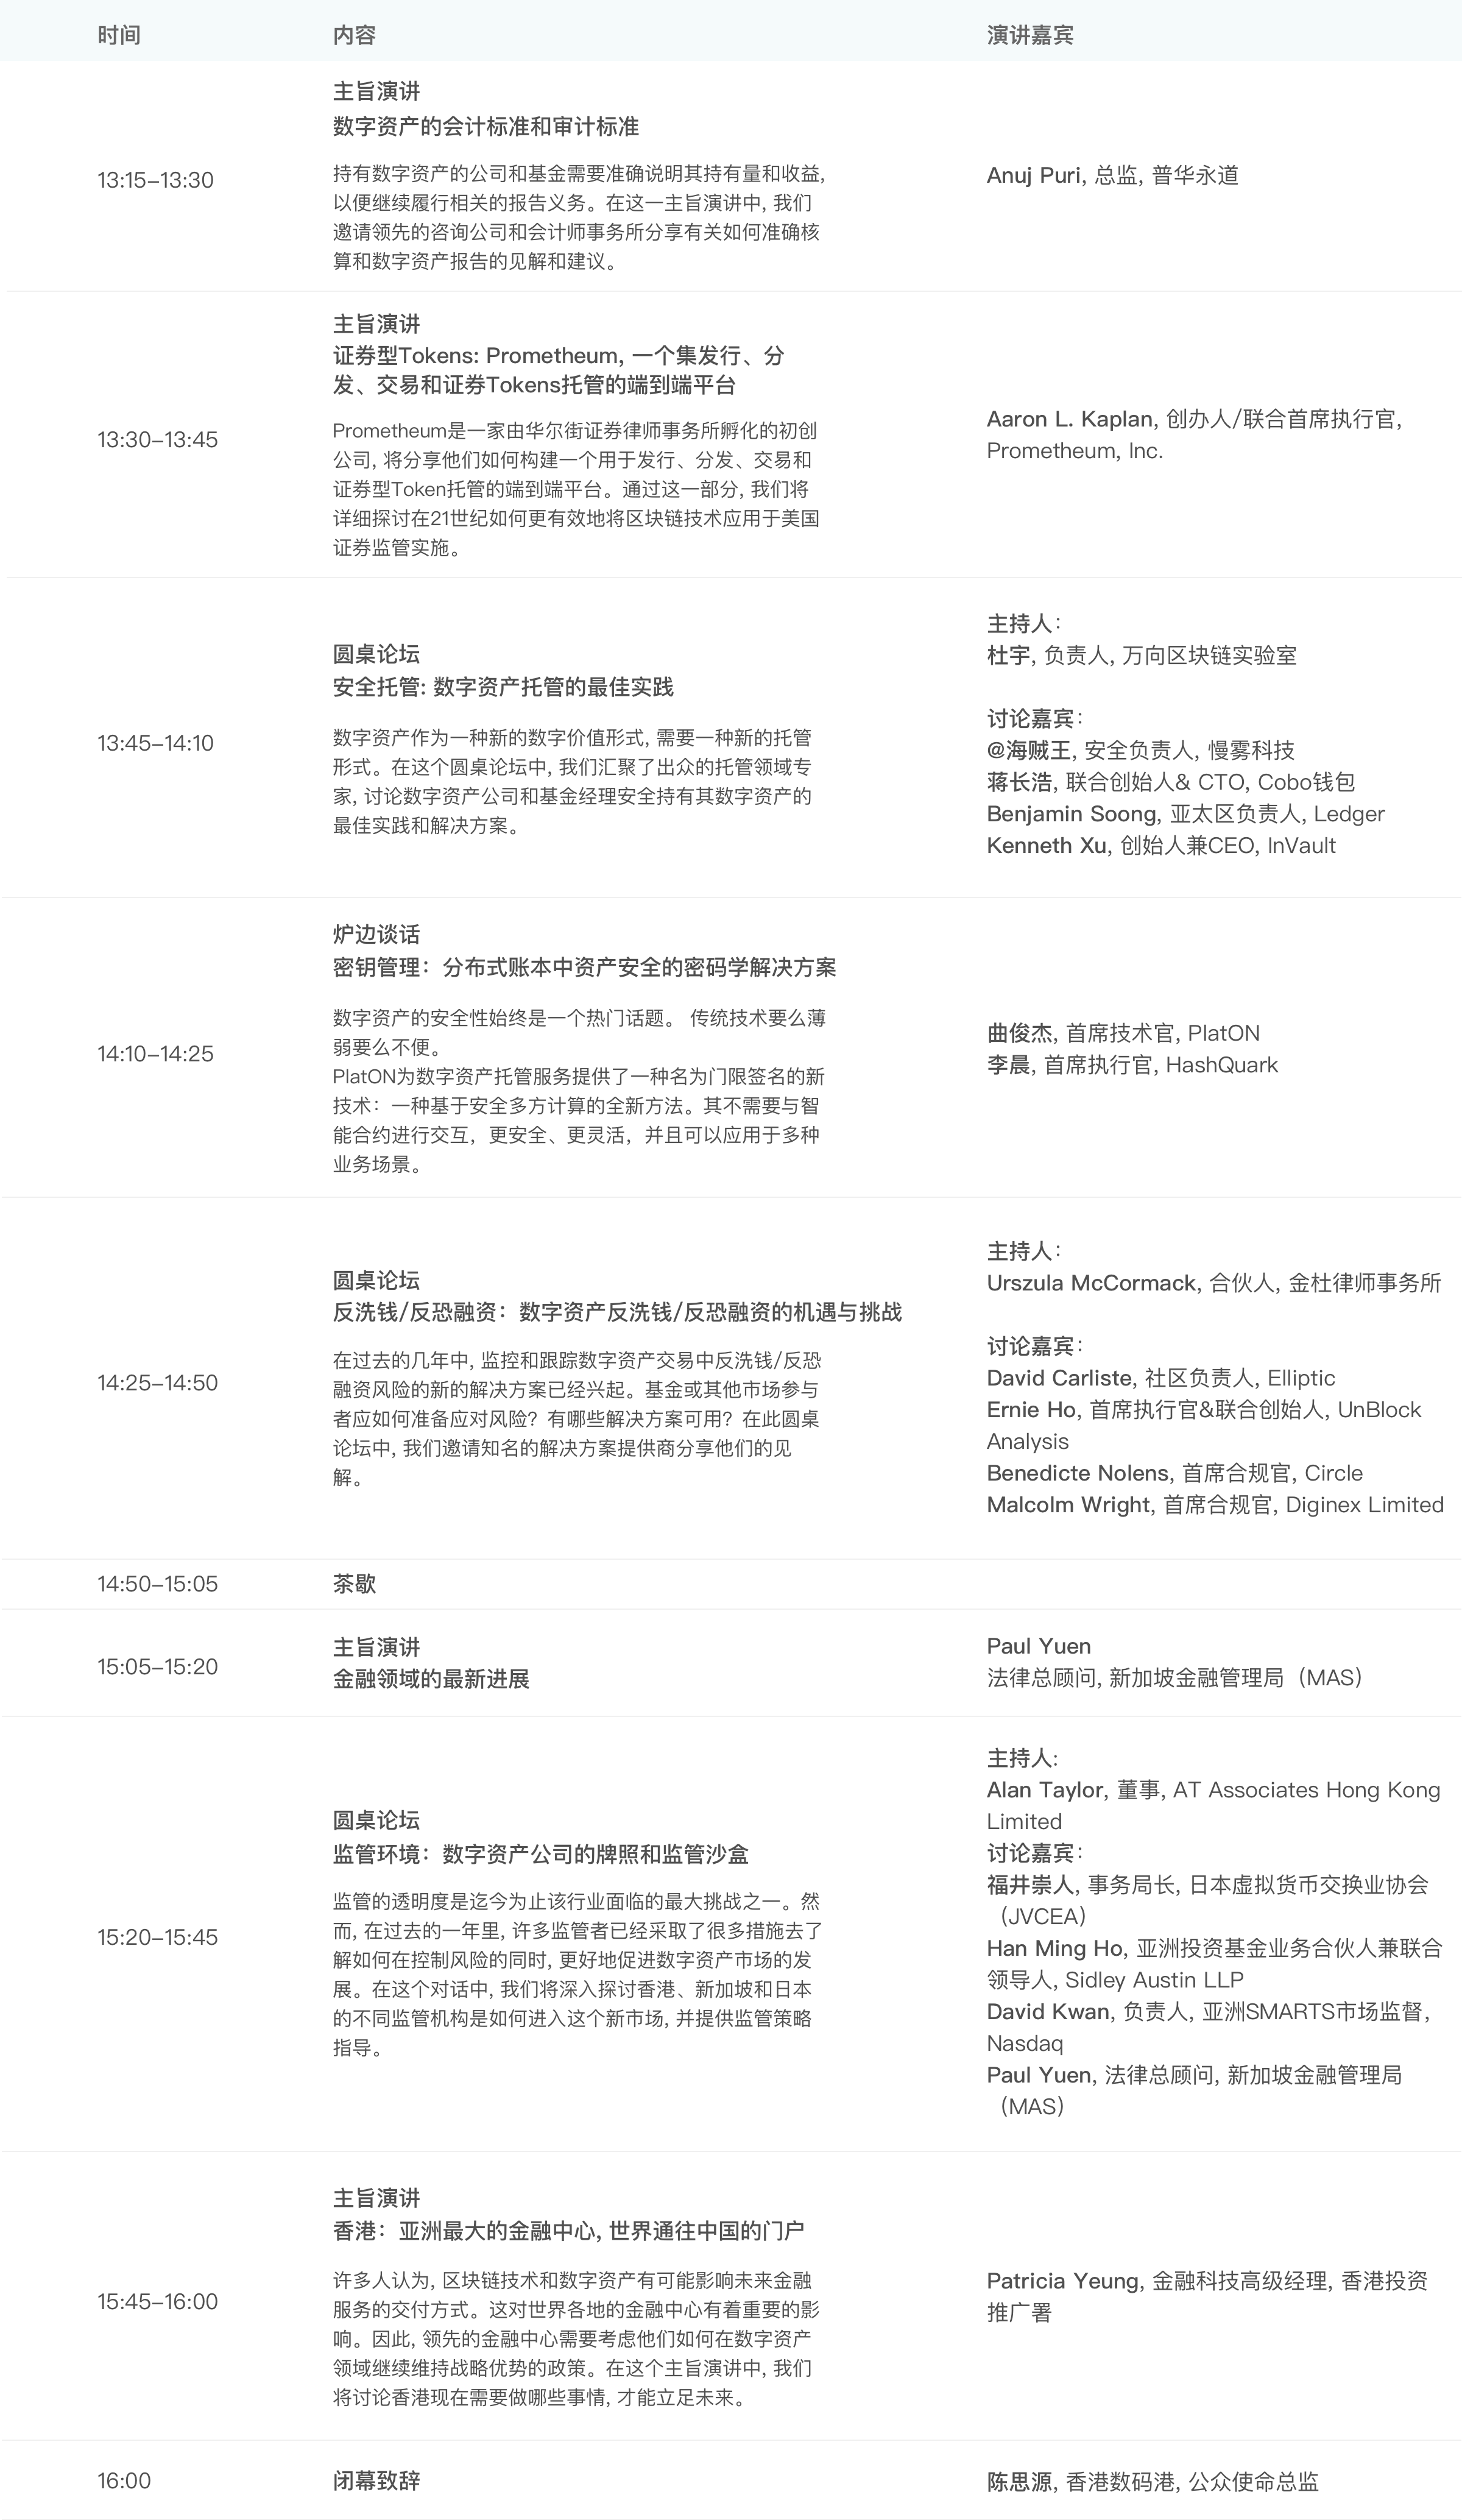 时间 内容 演讲嘉宾
13:15–13:30
主旨演讲
数字资产的会计标准和审计标准
持有数字资产的公司和基金需要准确说明其持有量和收益,
以便继续履行相关的报告义务。在这一主旨演讲中, 我们
邀请领先的咨询公司和会计师事务所分享有关如何准确核
算和数字资产报告的见解和建议。
Anuj Puri, 总监, 普华永道
13:30–13:45
主旨演讲
证券型Tokens: Prometheum, 一个集发行、分
发、交易和证券Tokens托管的端到端平台
Prometheum是一家由华尔街证券律师事务所孵化的初创
公司, 将分享他们如何构建一个用于发行、分发、交易和
证券型Token托管的端到端平台。通过这一部分, 我们将
详细探讨在21世纪如何更有效地将区块链技术应用于美国
证券监管实施。
Aaron L. Kaplan, 创办人/联合首席执行官,
Prometheum, Inc.
13:45–14:10
圆桌论坛
安全托管: 数字资产托管的最佳实践
数字资产作为一种新的数字价值形式, 需要一种新的托管
形式。在这个圆桌论坛中, 我们汇聚了出众的托管领域专
家, 讨论数字资产公司和基金经理安全持有其数字资产的
最佳实践和解决方案。
主持人：
杜宇, 负责人, 万向区块链实验室
讨论嘉宾：
@海贼王, 安全负责人, 慢雾科技
蒋长浩, 联合创始人& CTO, Cobo钱包
Benjamin Soong, 亚太区负责人, Ledger
Kenneth Xu, 创始人兼CEO, InVault
14:10–14:25
炉边谈话
密钥管理：分布式账本中资产安全的密码学解决方案
数字资产的安全性始终是一个热门话题。 传统技术要么薄
弱要么不便。
PlatON为数字资产托管服务提供了一种名为门限签名的新
技术：一种基于安全多方计算的全新方法。其不需要与智
能合约进行交互，更安全、更灵活，并且可以应用于多种
业务场景。
曲俊杰, 首席技术官, PlatON
李晨, 首席执行官, HashQuark
14:25–14:50
圆桌论坛
反洗钱/反恐融资：数字资产反洗钱/反恐融资的机遇与挑战
在过去的几年中, 监控和跟踪数字资产交易中反洗钱/反恐
融资风险的新的解决方案已经兴起。基金或其他市场参与
者应如何准备应对风险？有哪些解决方案可用？在此圆桌
论坛中, 我们邀请知名的解决方案提供商分享他们的见
解。
主持人：
Urszula McCormack, 合伙人, 金杜律师事务所
讨论嘉宾：
David Carliste, 社区负责人, Elliptic
Ernie Ho, 首席执行官&联合创始人, UnBlock
Analysis
Benedicte Nolens, 首席合规官, Circle
Malcolm Wright, 首席合规官, Diginex Limited
14:50–15:05 茶歇
15:05–15:20
主旨演讲
金融领域的最新进展
Paul Yuen
法律总顾问, 新加坡金融管理局（MAS）
15:20–15:45
圆桌论坛
监管环境：数字资产公司的牌照和监管沙盒
监管的透明度是迄今为止该行业面临的最大挑战之一。然
而, 在过去的一年里, 许多监管者已经采取了很多措施去了
解如何在控制风险的同时, 更好地促进数字资产市场的发
展。在这个对话中, 我们将深入探讨香港、新加坡和日本
的不同监管机构是如何进入这个新市场, 并提供监管策略
指导。
主持人:
Alan Taylor, 董事, AT Associates Hong Kong
Limited
讨论嘉宾：
福井崇人, 事务局长, 日本虚拟货币交换业协会
（JVCEA）
Han Ming Ho, 亚洲投资基金业务合伙人兼联合
领导人, Sidley Austin LLP
David Kwan, 负责人, 亚洲SMARTS市场监督,
Nasdaq
Paul Yuen, 法律总顾问, 新加坡金融管理局
（MAS）
15:45–16:00
主旨演讲
香港：亚洲最大的金融中心, 世界通往中国的门户
许多人认为, 区块链技术和数字资产有可能影响未来金融
服务的交付方式。这对世界各地的金融中心有着重要的影
响。因此, 领先的金融中心需要考虑他们如何在数字资产
领域继续维持战略优势的政策。在这个主旨演讲中, 我们
将讨论香港现在需要做哪些事情, 才能立足未来。
Patricia Yeung, 金融科技高级经理, 香港投资
推广署
16:00 闭幕致辞 陈思源, 香港数码港, 公众使命总监